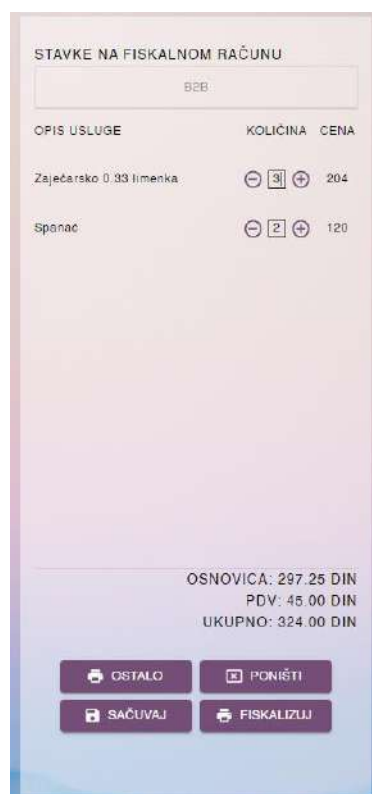 STAVKE NA FISKALNOM RAČUNU
B2B
OPIS USLUGE KOLIČINA CENA
Zaječarsko 0.33 limenka 3 204
Spanać 2 120
OSNOVICA: 297.25 DIN
PDV: 45.00 DIN
UKUPNO: 324.00 DIN
OSTALO PONIŠTI
SAČUVAJ FISKALIZUJ